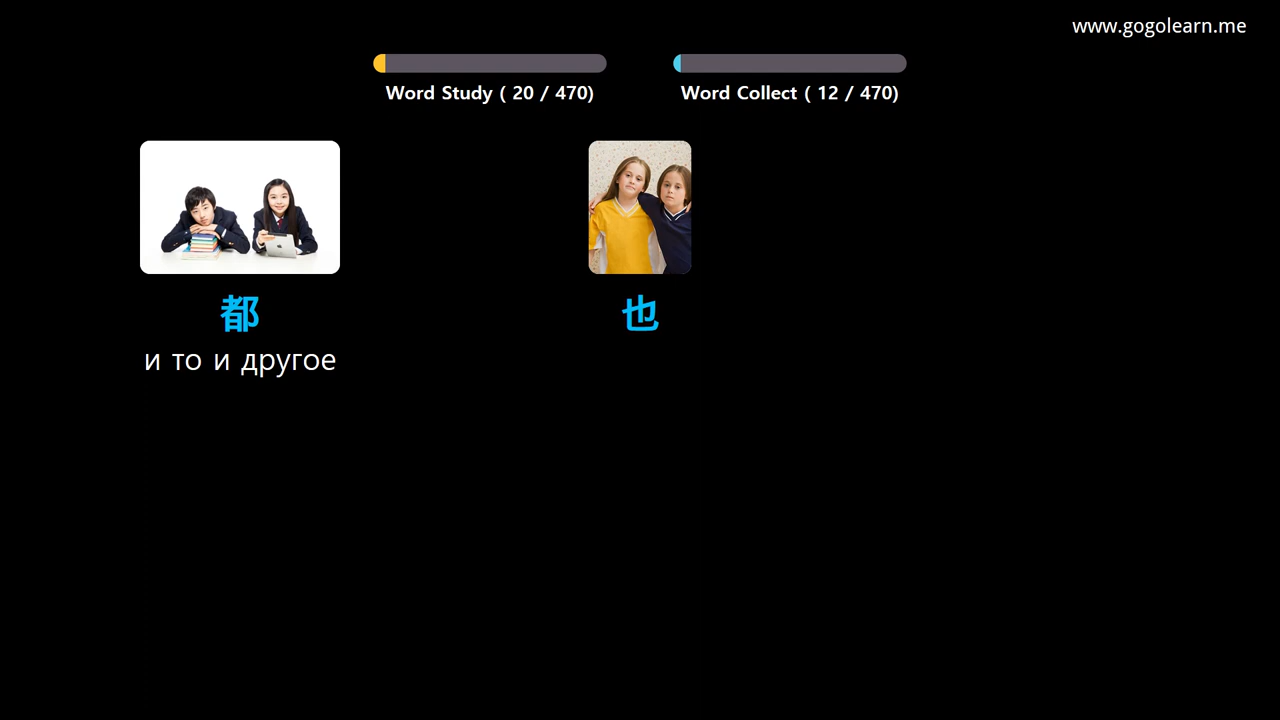 www.gogolearn.me
Word Study ( 20 / 470)
Word Collect ( 12 / 470)
都
и то и другое
也